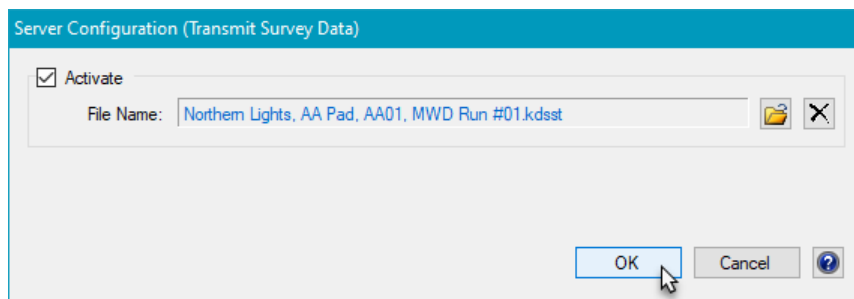 Server Configuration (Transmit Survey Data)
Activate
File Name: Northern Lights, AA Pad, AA01, MWD Run #01.kdsst
OK Cancel ?